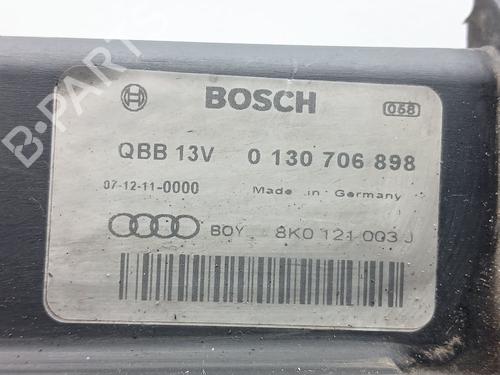 B-PARTS
BOSCH 068
QBB 13V 0 130 706 898
07-12-11-0000 Made in Germany
BOY 8K0 121 003 J